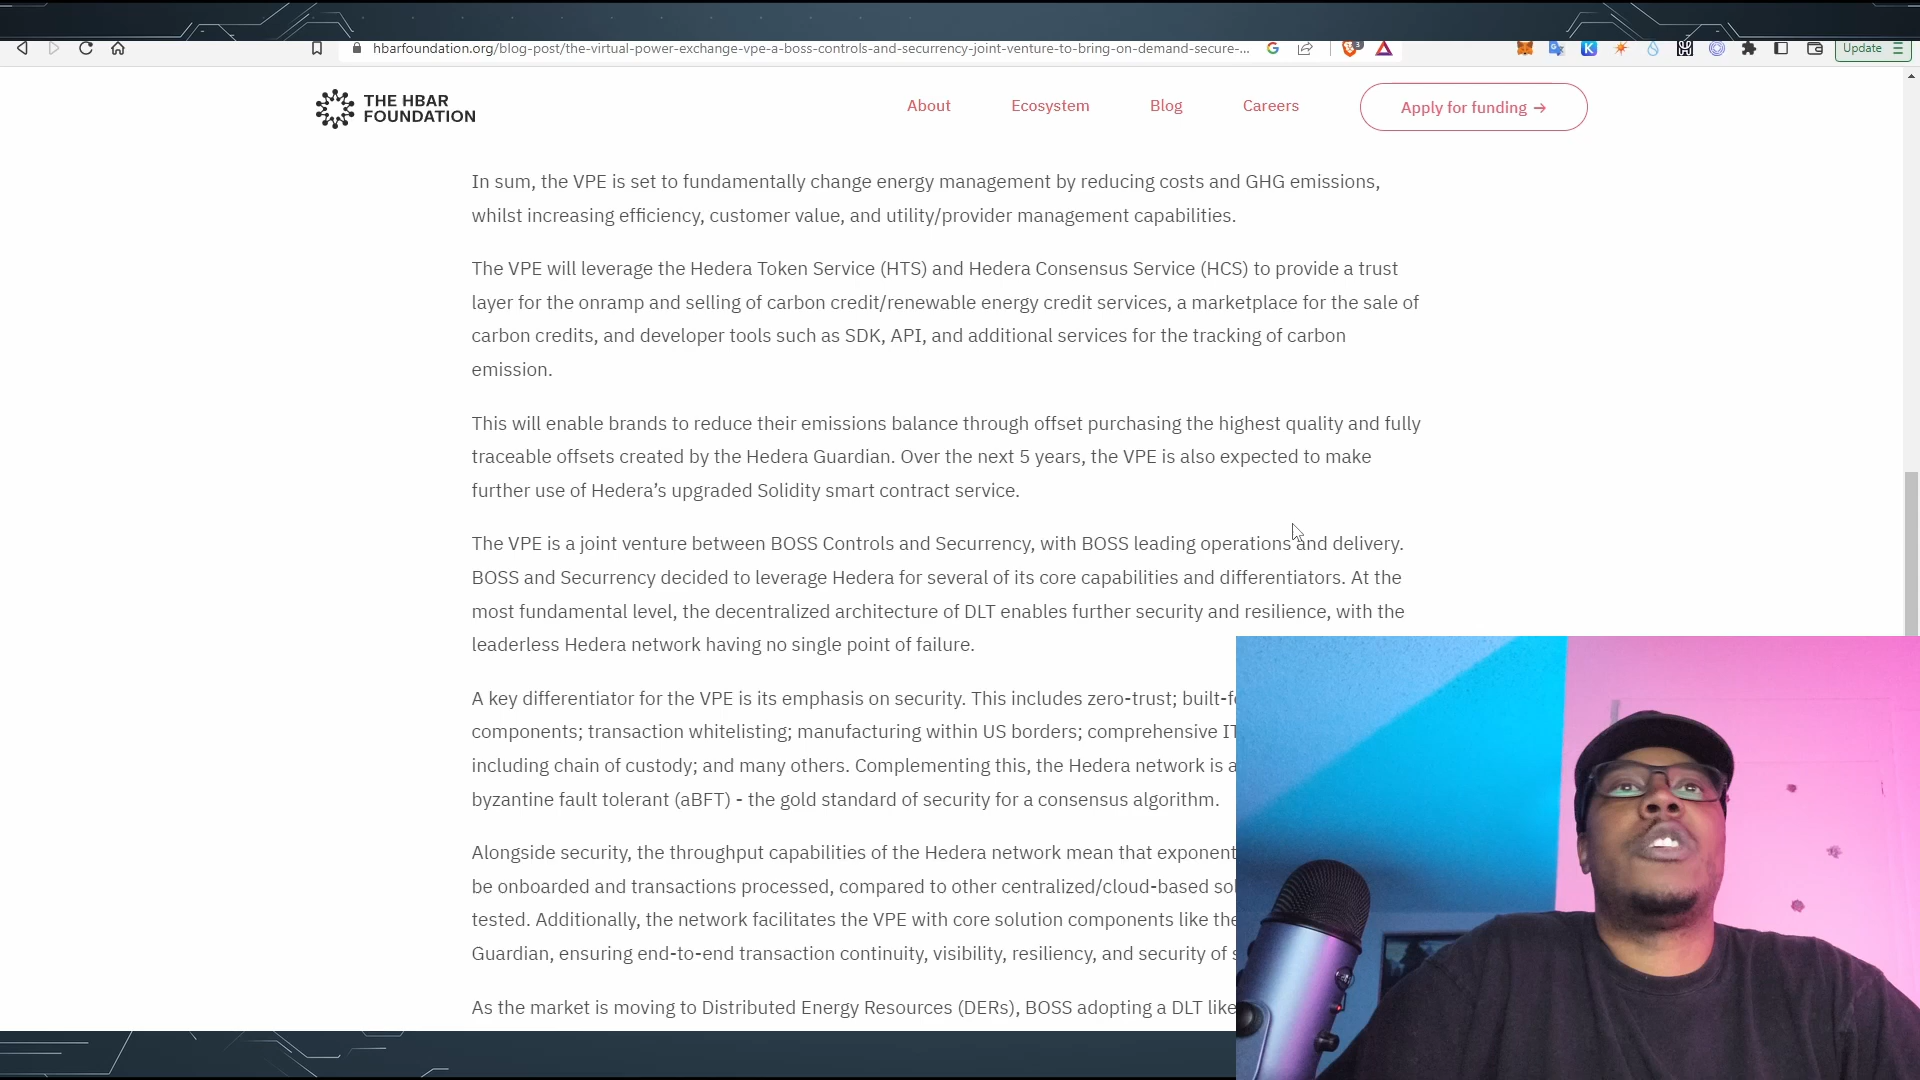 hbarfoundation.org/blog-post/the-virtual-power-exchange-vpe-a-boss-controls-and-securrency-joint-venture-to-bring-on-demand-secure-...
Update
THE HBAR
FOUNDATION
About
Ecosystem
Blog
Careers
Apply for funding →
In sum, the VPE is set to fundamentally change energy management by reducing costs and GHG emissions,
whilst increasing efficiency, customer value, and utility/provider management capabilities.
The VPE will leverage the Hedera Token Service (HTS) and Hedera Consensus Service (HCS) to provide a trust
layer for the onramp and selling of carbon credit/renewable energy credit services, a marketplace for the sale of
carbon credits, and developer tools such as SDK, API, and additional services for the tracking of carbon
emission.
This will enable brands to reduce their emissions balance through offset purchasing the highest quality and fully
traceable offsets created by the Hedera Guardian. Over the next 5 years, the VPE is also expected to make
further use of Hedera’s upgraded Solidity smart contract service.
The VPE is a joint venture between BOSS Controls and Securrency, with BOSS leading operations and delivery.
BOSS and Securrency decided to leverage Hedera for several of its core capabilities and differentiators. At the
most fundamental level, the decentralized architecture of DLT enables further security and resilience, with the
leaderless Hedera network having no single point of failure.
A key differentiator for the VPE is its emphasis on security. This includes zero-trust;
components; transaction whitelisting; manufacturing within US borders; comprehensive
including chain of custody; and many others. Complementing this, the Hedera network is
byzantine fault tolerant (aBFT) - the gold standard of security for a consensus algorithm.
Alongside security, the throughput capabilities of the Hedera network mean that
be onboarded and transactions processed, compared to other centralized/cloud-based
tested. Additionally, the network facilitates the VPE with core solution components like
Guardian, ensuring end-to-end transaction continuity, visibility, resiliency, and security of
As the market is moving to Distributed Energy Resources (DERs), BOSS adopting a DLT like